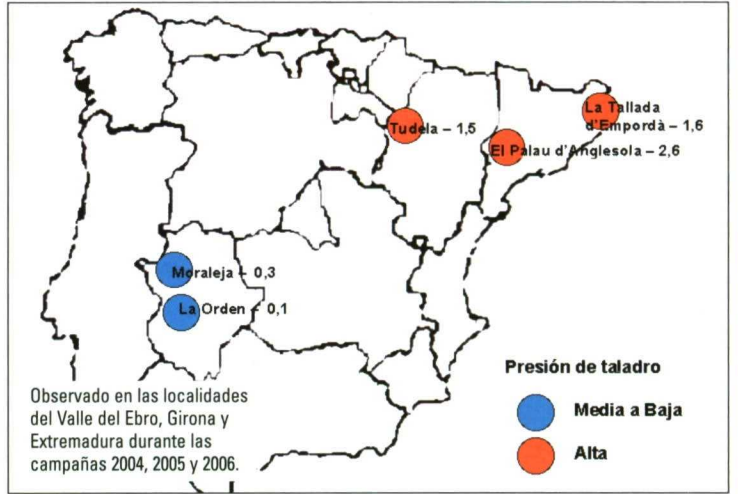 La Tallada
d'Empordà – 1,6
Tudela – 1,5
El Palau d'Anglesola – 2,6
Moraleja – 0,3
La Orden – 0,1
Presión de taladro
Media a Baja
Alta
Observado en las localidades
del Valle del Ebro, Girona y
Extremadura durante las
campañas 2004, 2005 y 2006.